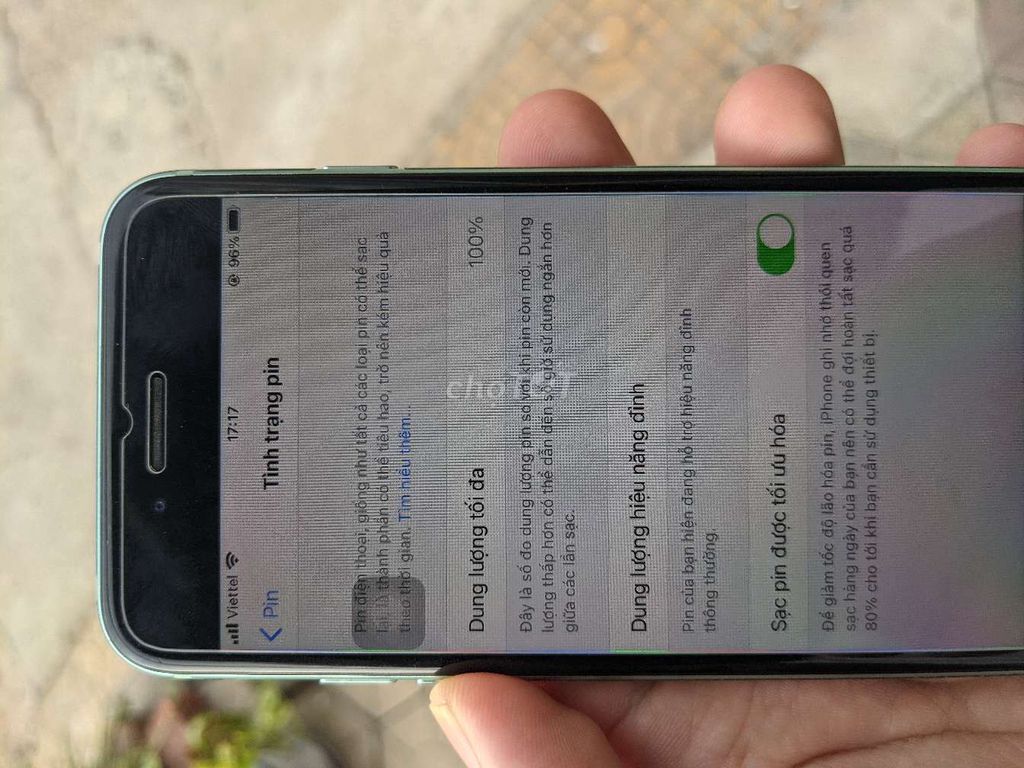 Viettel 17:17 96%
Pin Tình trạng pin
Pin điện thoại, giống như tất cả các loại pin có thể sạc
lại, là thành phần có thể tiêu hao, trở nên kém hiệu quả
theo thời gian. Tìm hiểu thêm...
Dung lượng tối đa 100%
Đây là số đo dung lượng pin so với khi pin còn mới. Dung
lượng thấp hơn có thể dẫn đến số giờ sử dụng ngắn hơn
giữa các lần sạc.
chợTỐT
Dung lượng hiệu năng đỉnh
Pin của bạn hiện đang hỗ trợ hiệu năng đỉnh
thông thường.
Sạc pin được tối ưu hóa
Để giảm tốc độ lão hóa pin, iPhone ghi nhớ thói quen
sạc hàng ngày của bạn nên có thể đợi hoàn tất sạc quá
80% cho tới khi bạn cần sử dụng thiết bị.